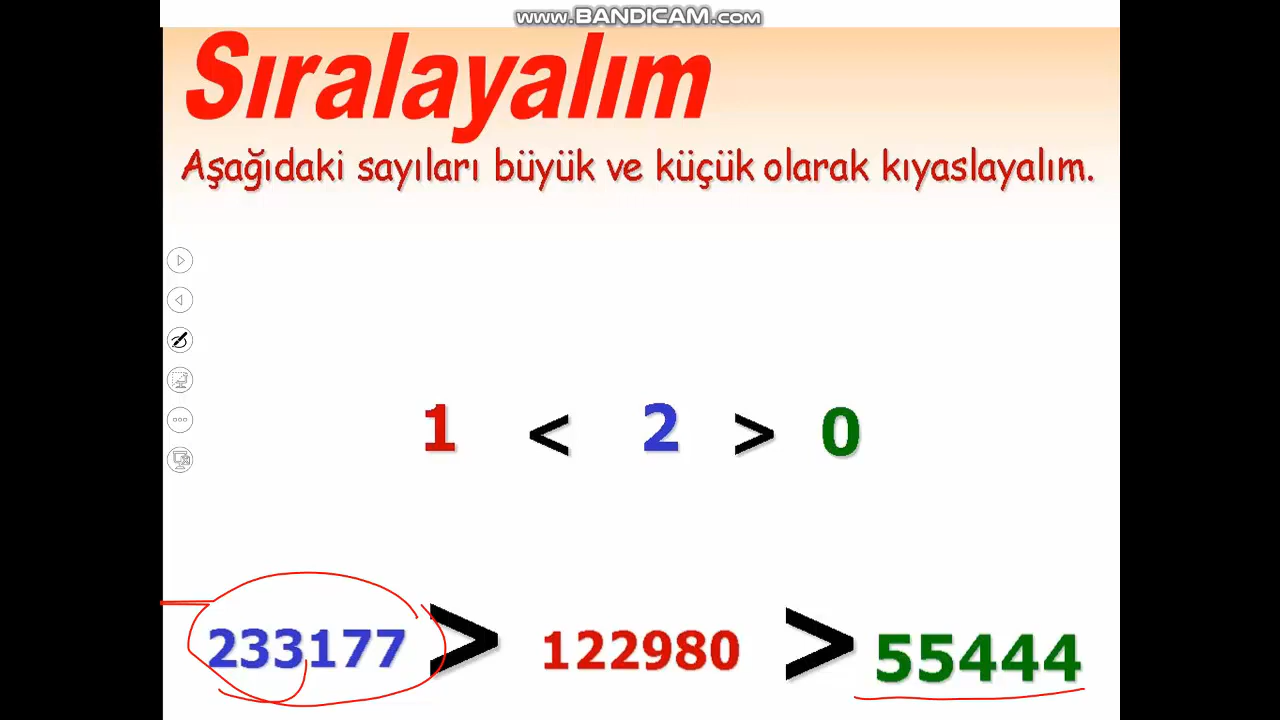 www.BANDICAM.com
Sıralayalım
Aşağıdaki sayıları büyük ve küçük olarak kıyaslayalım.
1 < 2 > 0
233177 > 122980 > 55444